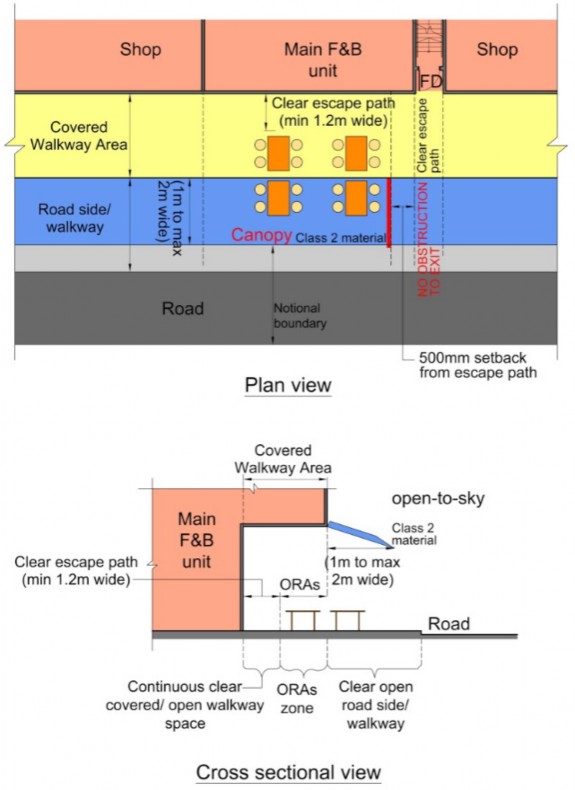 Shop
Main F&B
unit
Shop
FD
Clear escape path
(min 1.2m wide)
Clear escape
path
Covered
Walkway Area
Road side/
walkway
(1m to max
2m wide)
Canopy Class 2 material
NO OBSTRUCTION
TO EXIT
Road
Notional
boundary
500mm setback
from escape path
Plan view
Covered
Walkway Area
open-to-sky
Main
F&B
unit
Class 2
material
Clear escape path
(min 1.2m wide)
(1m to max
2m wide)
ORAs
Road
Continuous clear
covered/ open walkway
space
ORAs
zone
Clear open
road side/
walkway
Cross sectional view